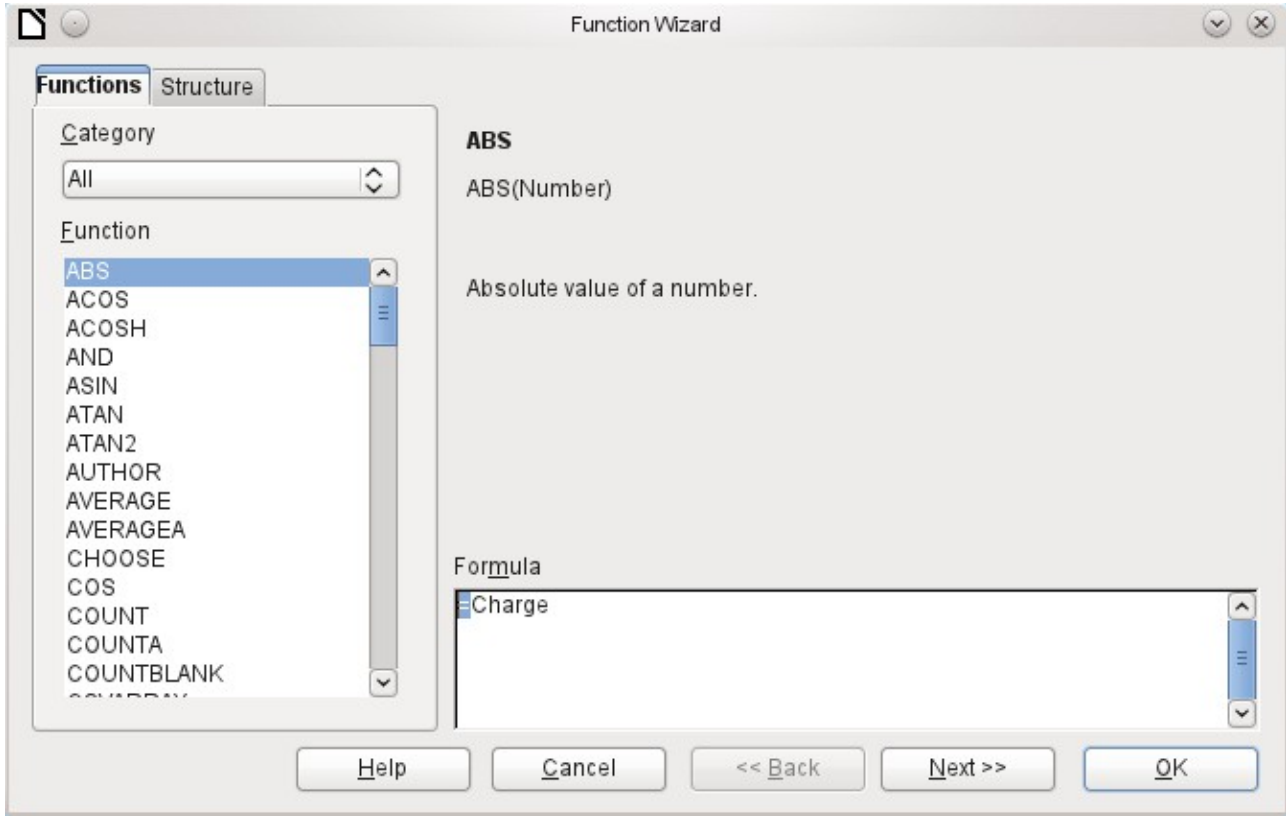 Function Wizard
Functions Structure
Category
All
Function
ABS
ACOS
ACOSH
AND
ASIN
ATAN
ATAN2
AUTHOR
AVERAGE
AVERAGEA
CHOOSE
COS
COUNT
COUNTA
COUNTBLANK
ABS
ABS(Number)
Absolute value of a number.
Formula
=Charge
Help Cancel << Back Next >> OK